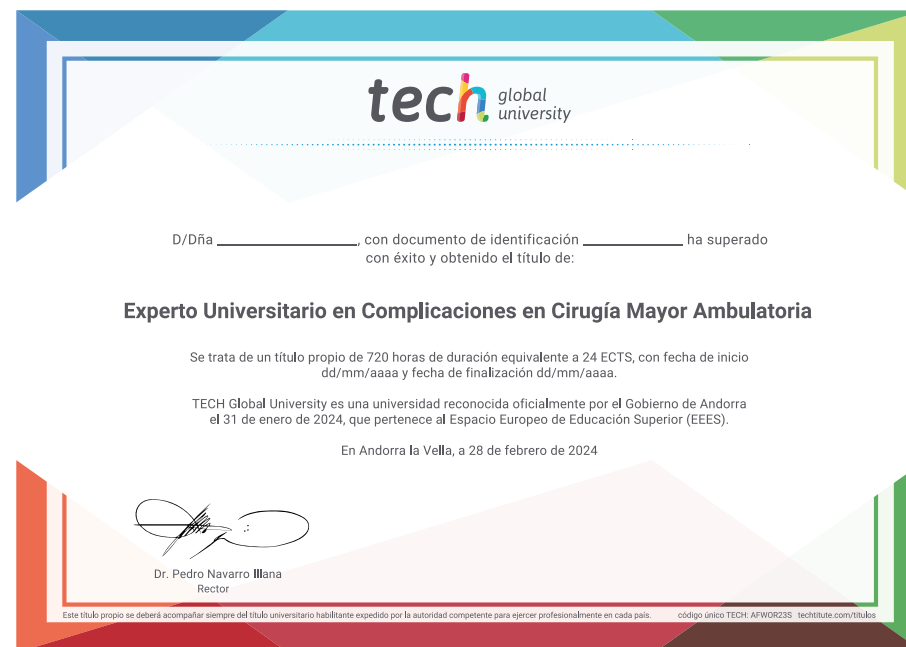 tech global university
D/Dña ____________________, con documento de identificación ______________ ha superado
con éxito y obtenido el título de:
Experto Universitario en Complicaciones en Cirugía Mayor Ambulatoria
Se trata de un título propio de 720 horas de duración equivalente a 24 ECTS, con fecha de inicio
dd/mm/aaaa y fecha de finalización dd/mm/aaaa.
TECH Global University es una universidad reconocida oficialmente por el Gobierno de Andorra
el 31 de enero de 2024, que pertenece al Espacio Europeo de Educación Superior (EEES).
En Andorra la Vella, a 28 de febrero de 2024
Dr. Pedro Navarro Illana
Rector
Este título propio se deberá acompañar siempre del título universitario habilitante expedido por la autoridad competente para ejercer profesionalmente en cada país. código único TECH: AFWOR23S techtitute.com/titulos